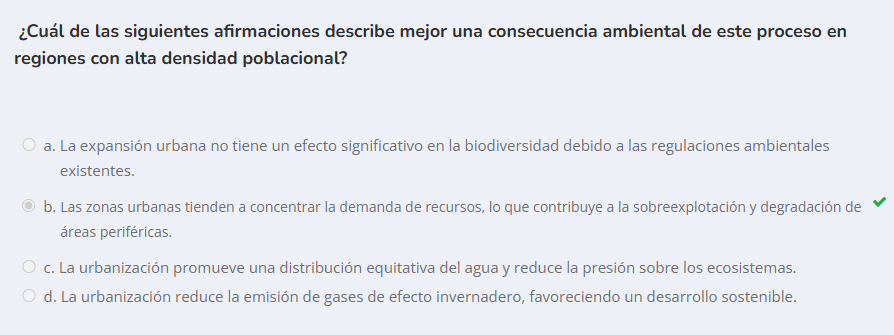 ¿Cuál de las siguientes afirmaciones describe mejor una consecuencia ambiental de este proceso en
regiones con alta densidad poblacional?
a. La expansión urbana no tiene un efecto significativo en la biodiversidad debido a las regulaciones ambientales
existentes.
b. Las zonas urbanas tienden a concentrar la demanda de recursos, lo que contribuye a la sobreexplotación y degradación de
áreas periféricas.
c. La urbanización promueve una distribución equitativa del agua y reduce la presión sobre los ecosistemas.
d. La urbanización reduce la emisión de gases de efecto invernadero, favoreciendo un desarrollo sostenible.